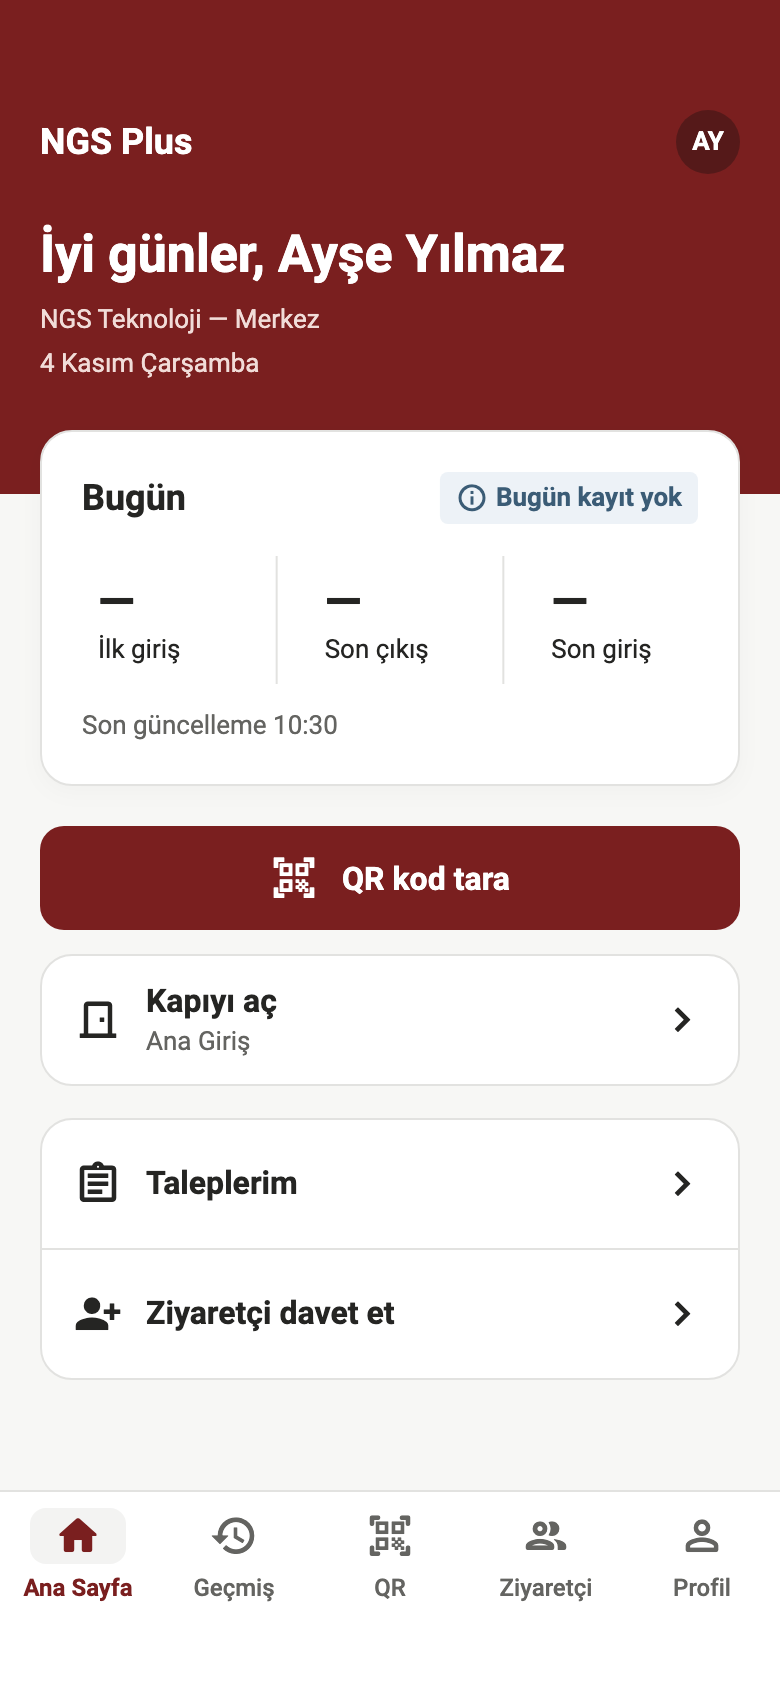 NGS Plus
AY
İyi günler, Ayşe Yılmaz
NGS Teknoloji — Merkez
4 Kasım Çarşamba
Bugün
Bugün kayıt yok
— — —
İlk giriş Son çıkış Son giriş
Son güncelleme 10:30
QR kod tara
Kapıyı aç
Ana Giriş
Taleplerim
Ziyaretçi davet et
Ana Sayfa Geçmiş QR Ziyaretçi Profil